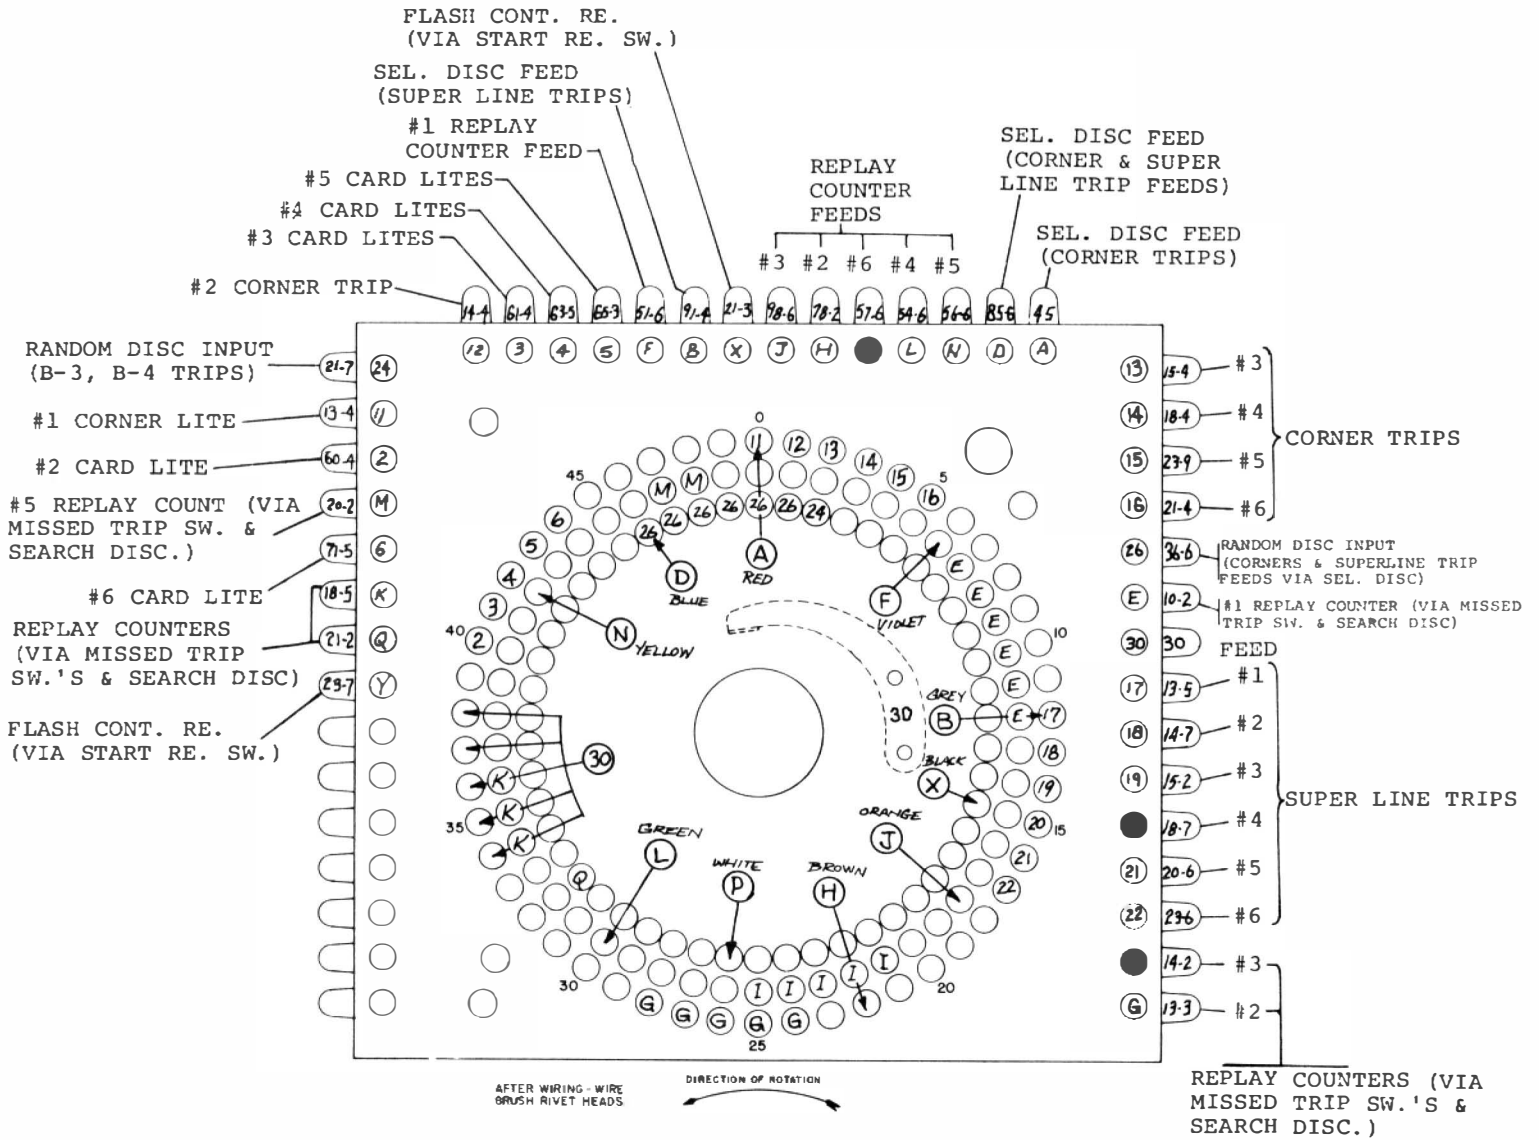 FLASH CONT. RE.
(VIA START RE. SW.)
SEL. DISC FEED
(SUPER LINE TRIPS)
#1 REPLAY
COUNTER FEED
#5 CARD LITES
#4 CARD LITES
#3 CARD LITES
#2 CORNER TRIP
REPLAY
COUNTER
FEEDS
#3 #2 #6 #4 #5
SEL. DISC FEED
(CORNER & SUPER
LINE TRIP FEEDS)
SEL. DISC FEED
(CORNER TRIPS)
14-4 61-4 63-5 65-3 51-6 91-4 21-3 98-6 78-2 57-6 54-6 56-6 85-6 45
12 3 4 5 F B X J H L N D A
RANDOM DISC INPUT
(B-3, B-4 TRIPS)
21-7 24
#1 CORNER LITE
13-4 11
#2 CARD LITE
60-4 2
#5 REPLAY COUNT (VIA
MISSED TRIP SW. &
SEARCH DISC.)
20-2 M
71-5 6
#6 CARD LITE
18-5 K
REPLAY COUNTERS
(VIA MISSED TRIP
SW.'S & SEARCH DISC)
21-2 Q
29-7 Y
FLASH CONT. RE.
(VIA START RE. SW.)
13 15-4 #3
14 18-4 #4
15 23-9 #5
16 21-4 #6
CORNER TRIPS
26 36-6
RANDOM DISC INPUT
(CORNERS & SUPERLINE TRIP
FEEDS VIA SEL. DISC)
E 10-2
#1 REPLAY COUNTER (VIA MISSED
TRIP SW. & SEARCH DISC)
30 30 FEED
17 13-5 #1
18 14-7 #2
19 15-2 #3
18-7 #4
21 20-6 #5
22 23-6 #6
SUPER LINE TRIPS
14-2 #3
G 13-3 #2
REPLAY COUNTERS (VIA
MISSED TRIP SW.'S &
SEARCH DISC.)
0
11 12 13 14 15 16
5
45
M M
26 26 26 26 26 26 24
6
5
4
3
2
40
E E E E E E
10
17
18
19
20
15
21
22
A
RED
D
BLUE
F
VIOLET
N
YELLOW
GREY
B
30
BLACK
X
ORANGE
J
BROWN
H
WHITE
P
GREEN
L
30
K
K
K
35
Q
30
G G G G G
I I I I I
25
20
AFTER WIRING - WIRE
BRUSH RIVET HEADS
DIRECTION OF ROTATION